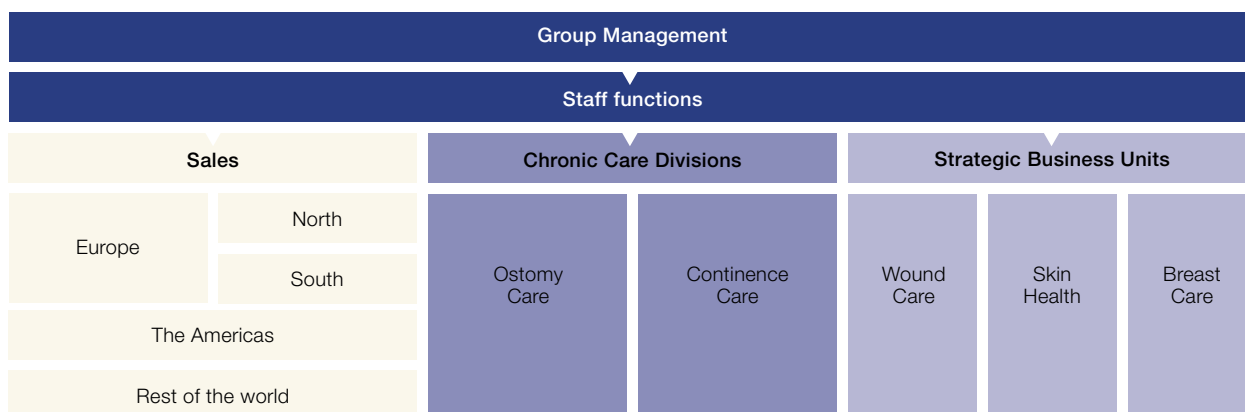 Group Management
Staff functions
Sales
Chronic Care Divisions
Strategic Business Units
Europe
North
South
The Americas
Rest of the world
Ostomy
Care
Continence
Care
Wound
Care
Skin
Health
Breast
Care